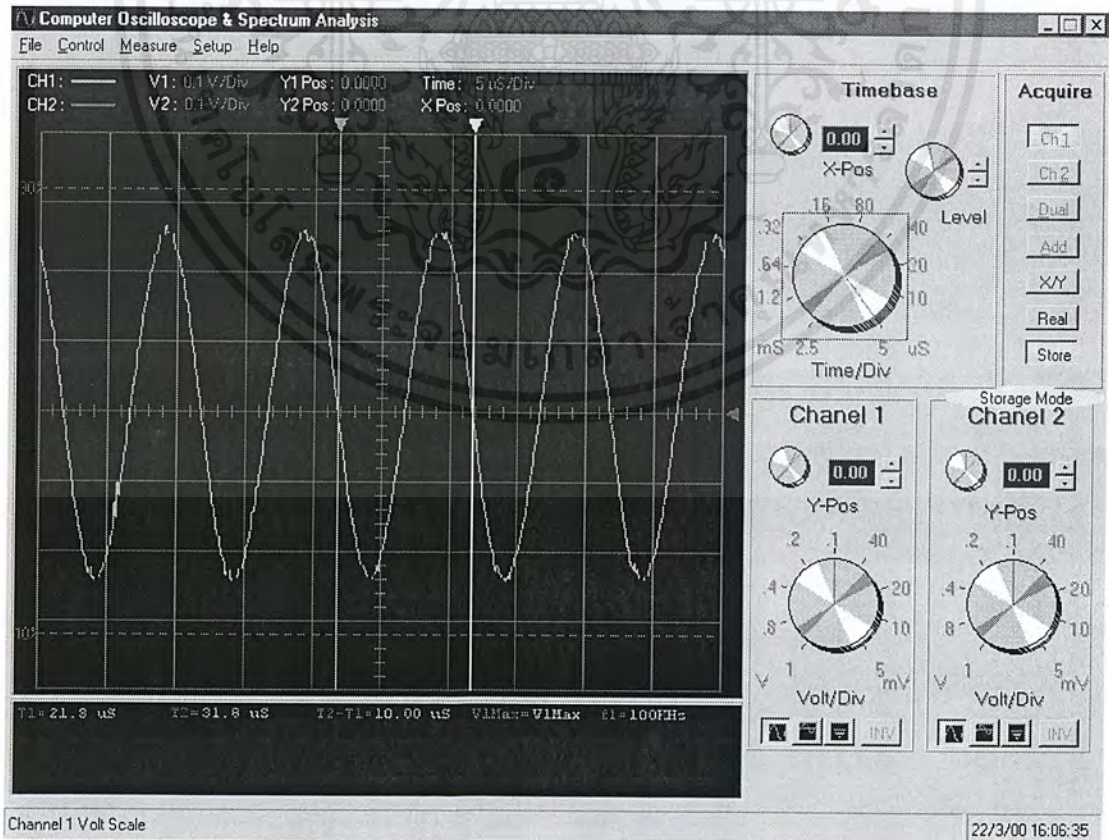 Computer Oscilloscope & Spectrum Analysis
File Control Measure Setup Help
CH1: V1: 0.1 V/Div Y1 Pos: 0.0000 Time: 5 uS/Div
CH2: V2: 0.1 V/Div Y2 Pos: 0.0000 X Pos: 0.0000
T1=21.8 uS T2=31.8 uS T2-T1=10.00 uS V1Max=V1Max f1=100KHz
Timebase
0.00
X-Pos
Level
.16 80
.32 40
.64 20
1.2 10
mS 2.5 5 uS
Time/Div
Acquire
Ch 1
Ch 2
Dual
Add
X/Y
Real
Store
Storage Mode
Chanel 1
0.00
Y-Pos
.2 .1 40
.4 20
.8 10
V 1 5 mV
Volt/Div
INV
Chanel 2
0.00
Y-Pos
.2 .1 40
.4 20
.8 10
V 1 5 mV
Volt/Div
INV
Channel 1 Volt Scale
22/3/00 16:06:35